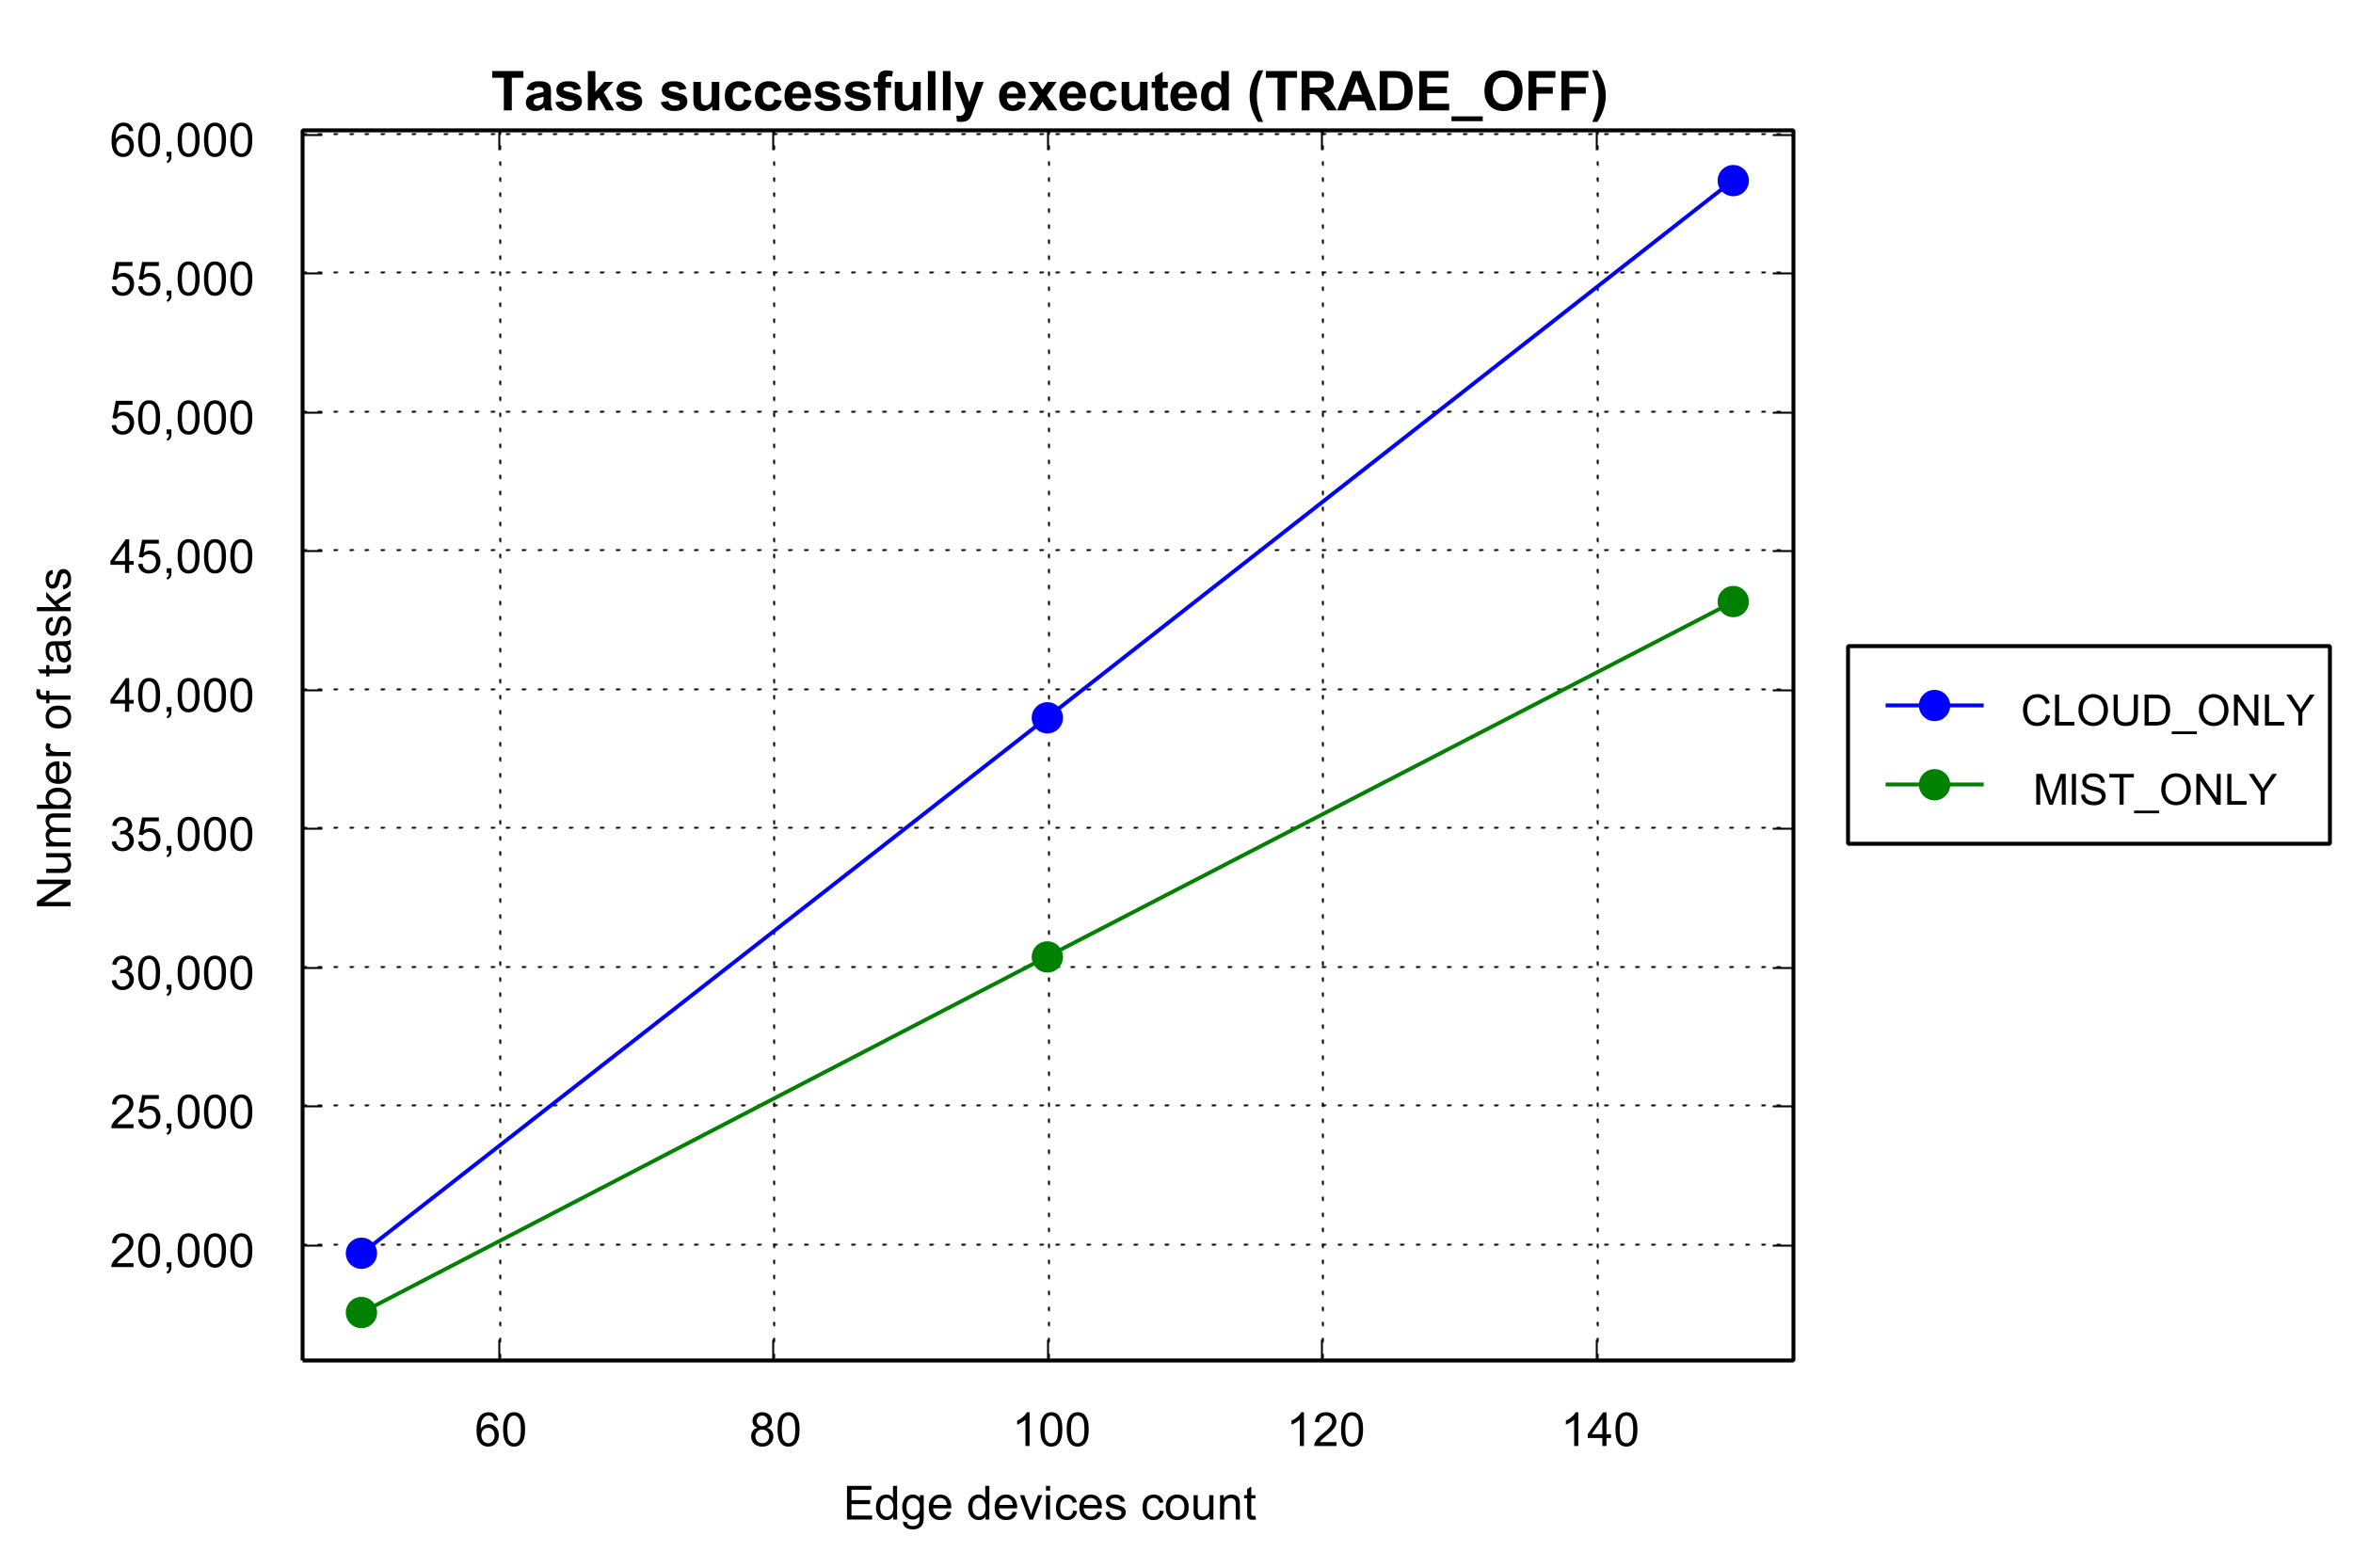 Tasks successfully executed (TRADE_OFF)
60,000
55,000
50,000
45,000
40,000
35,000
30,000
25,000
20,000
Number of tasks
60 80 100 120 140
Edge devices count
CLOUD_ONLY
MIST_ONLY